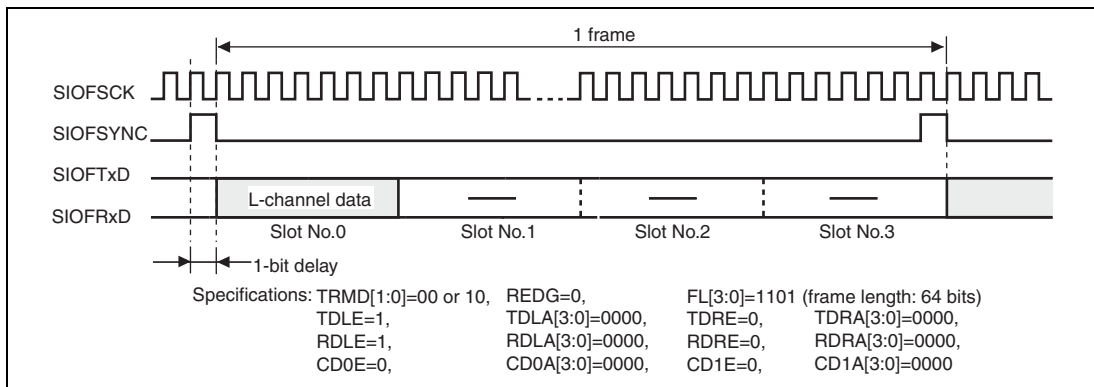 1 frame
SIOFSCK
SIOFSYNC
SIOFTxD
SIOFRxD
L-channel data
Slot No.0 Slot No.1 Slot No.2 Slot No.3
1-bit delay
Specifications: TRMD[1:0]=00 or 10, REDG=0, FL[3:0]=1101 (frame length: 64 bits)
TDLE=1, TDLA[3:0]=0000, TDRE=0, TDRA[3:0]=0000,
RDLE=1, RDLA[3:0]=0000, RDRE=0, RDRA[3:0]=0000,
CD0E=0, CD0A[3:0]=0000, CD1E=0, CD1A[3:0]=0000